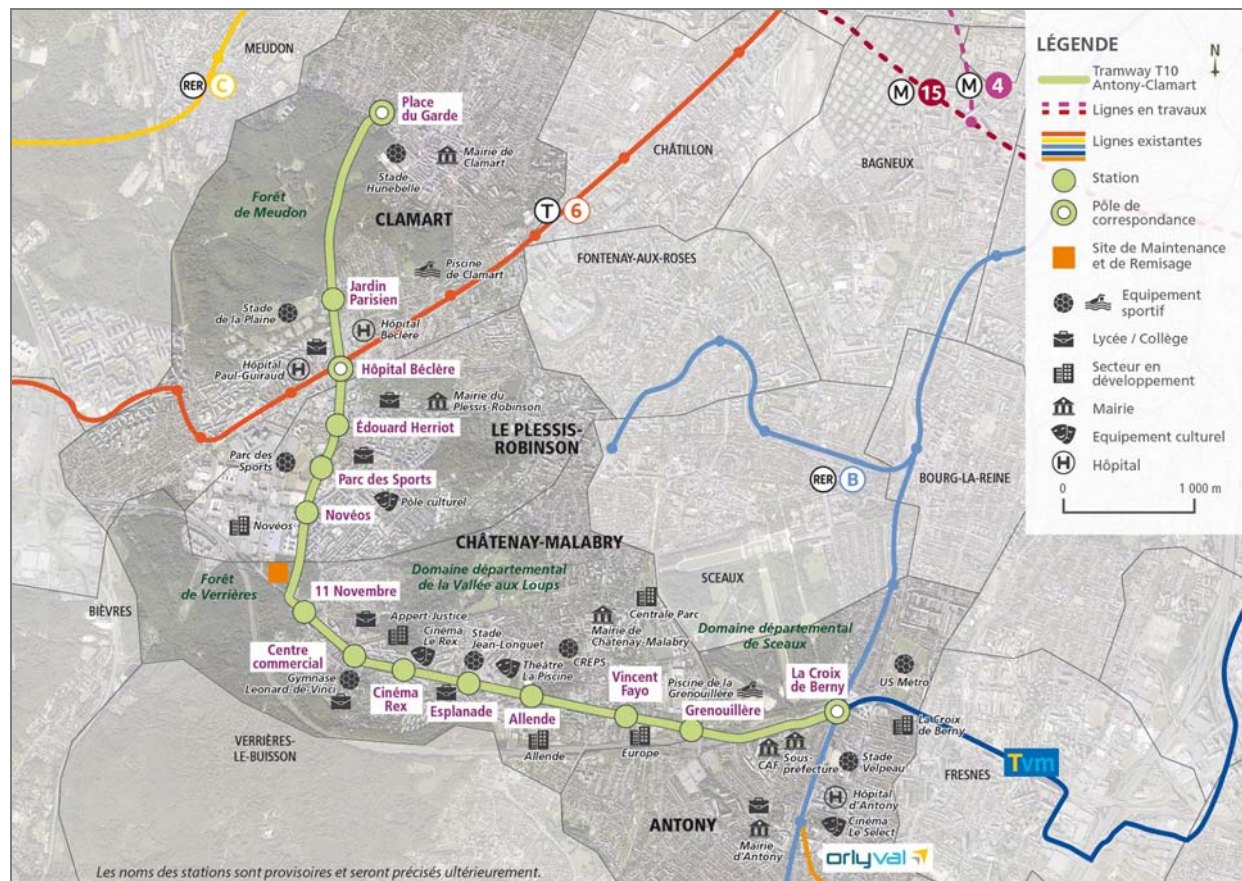 MEUDON
RER C
Place
du Garde
Mairie de
Clamart
Stade
Hunebelle
Forêt
de Meudon
CLAMART
CHÂTILLON
M 15
M 4
BAGNEUX
T 6
FONTENAY-AUX-ROSES
Piscine
de Clamart
Jardin
Parisien
Stade
de la Plaine
Hôpital
Béclère
Hôpital
Paul-Guiraud
Hôpital Béclère
Mairie du
Plessis-Robinson
Édouard Herriot
LE PLESSIS-
ROBINSON
Parc des
Sports
Parc des Sports
Pôle culturel
RER B
BOURG-LA-REINE
Novéos
Novéos
CHÂTENAY-MALABRY
Domaine départemental
de la Vallée aux Loups
SCEAUX
Forêt
de Verrières
BIÈVRES
11 Novembre
Appert-Justice
Cinéma
Le Rex
Stade
Jean-Longuet
Centrale Parc
Mairie de
Châtenay-Malabry
CREPS
Théâtre
La Piscine
Domaine départemental
de Sceaux
Centre
commercial
Gymnase
Leonard-de-Vinci
Cinéma
Rex
Esplanade
Allende
Vincent
Fayo
Piscine de la
Grenouillère
Grenouillère
La Croix
de Berny
US Métro
La Croix
de Berny
Allende
Europe
CAF
Sous-
préfecture
Stade
Velpeau
VERRIÈRES-
LE-BUISSON
FRESNES
Tvm
Hôpital
d'Antony
ANTONY
Mairie
d'Antony
Cinéma
Le Sélect
orlyval
Les noms des stations sont provisoires et seront précisés ultérieurement.
LÉGENDE
N
Tramway T10
Antony-Clamart
Lignes en travaux
Lignes existantes
Station
Pôle de
correspondance
Site de Maintenance
et de Remisage
Equipement
sportif
Lycée / Collège
Secteur en
développement
Mairie
Equipement culturel
Hôpital
0 1 000 m